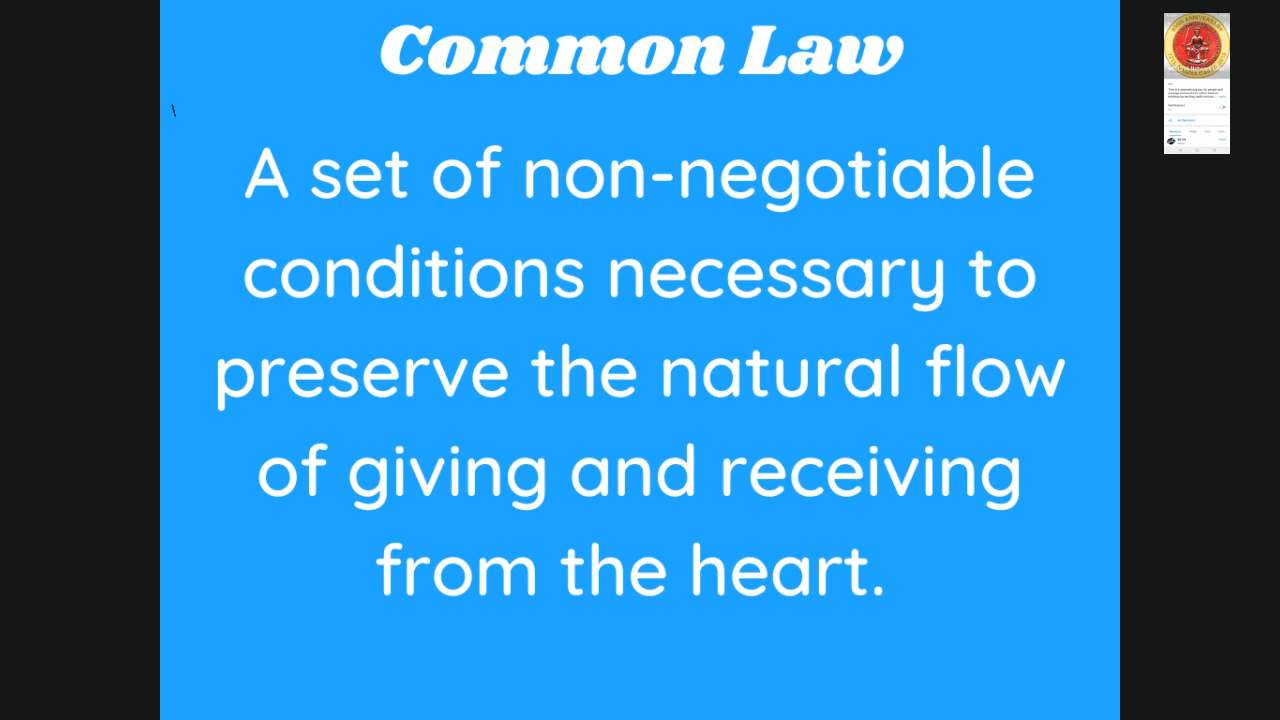 Common Law
A set of non-negotiable
conditions necessary to
preserve the natural flow
of giving and receiving
from the heart.